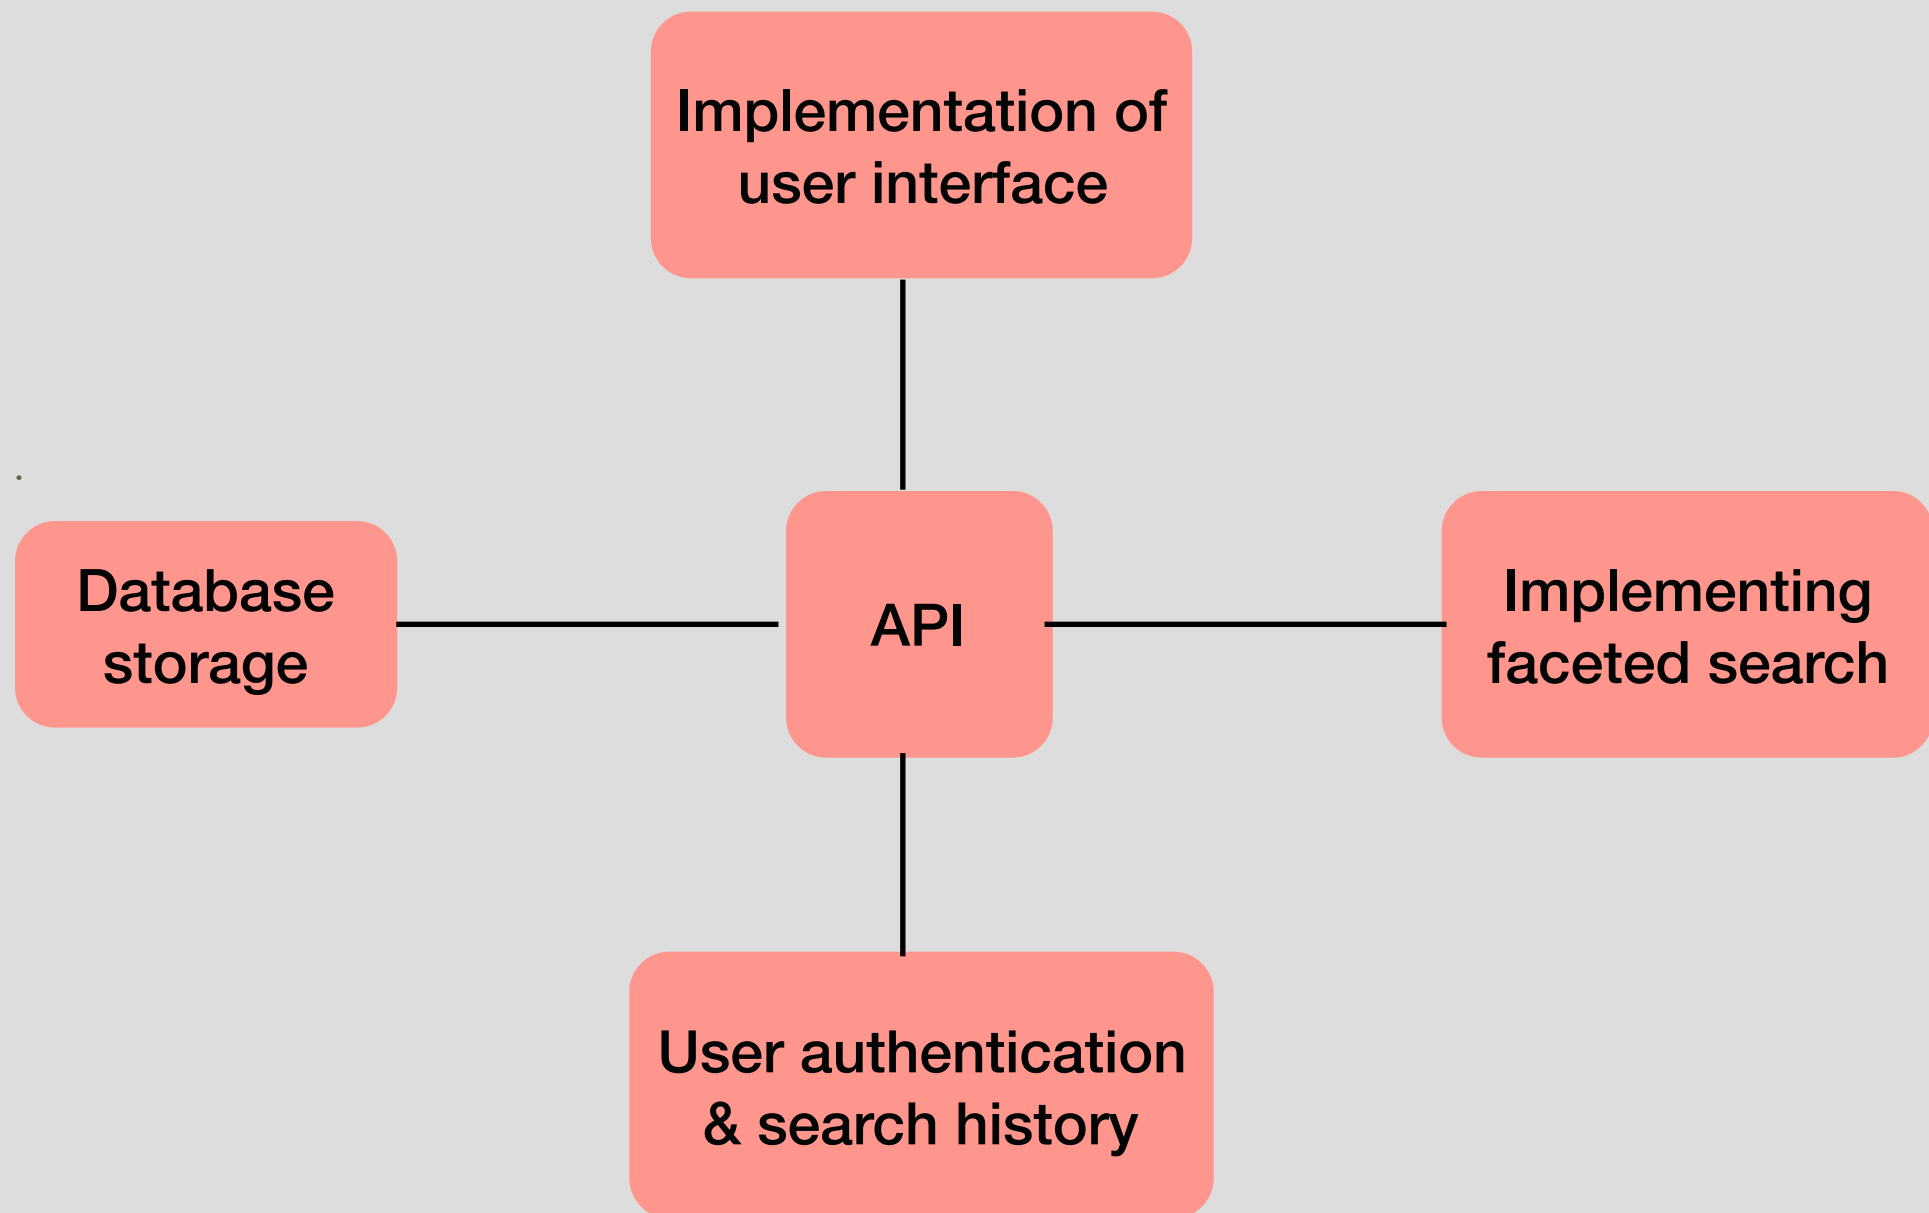 Implementation of
user interface
Database
storage
API
Implementing
faceted search
User authentication
& search history